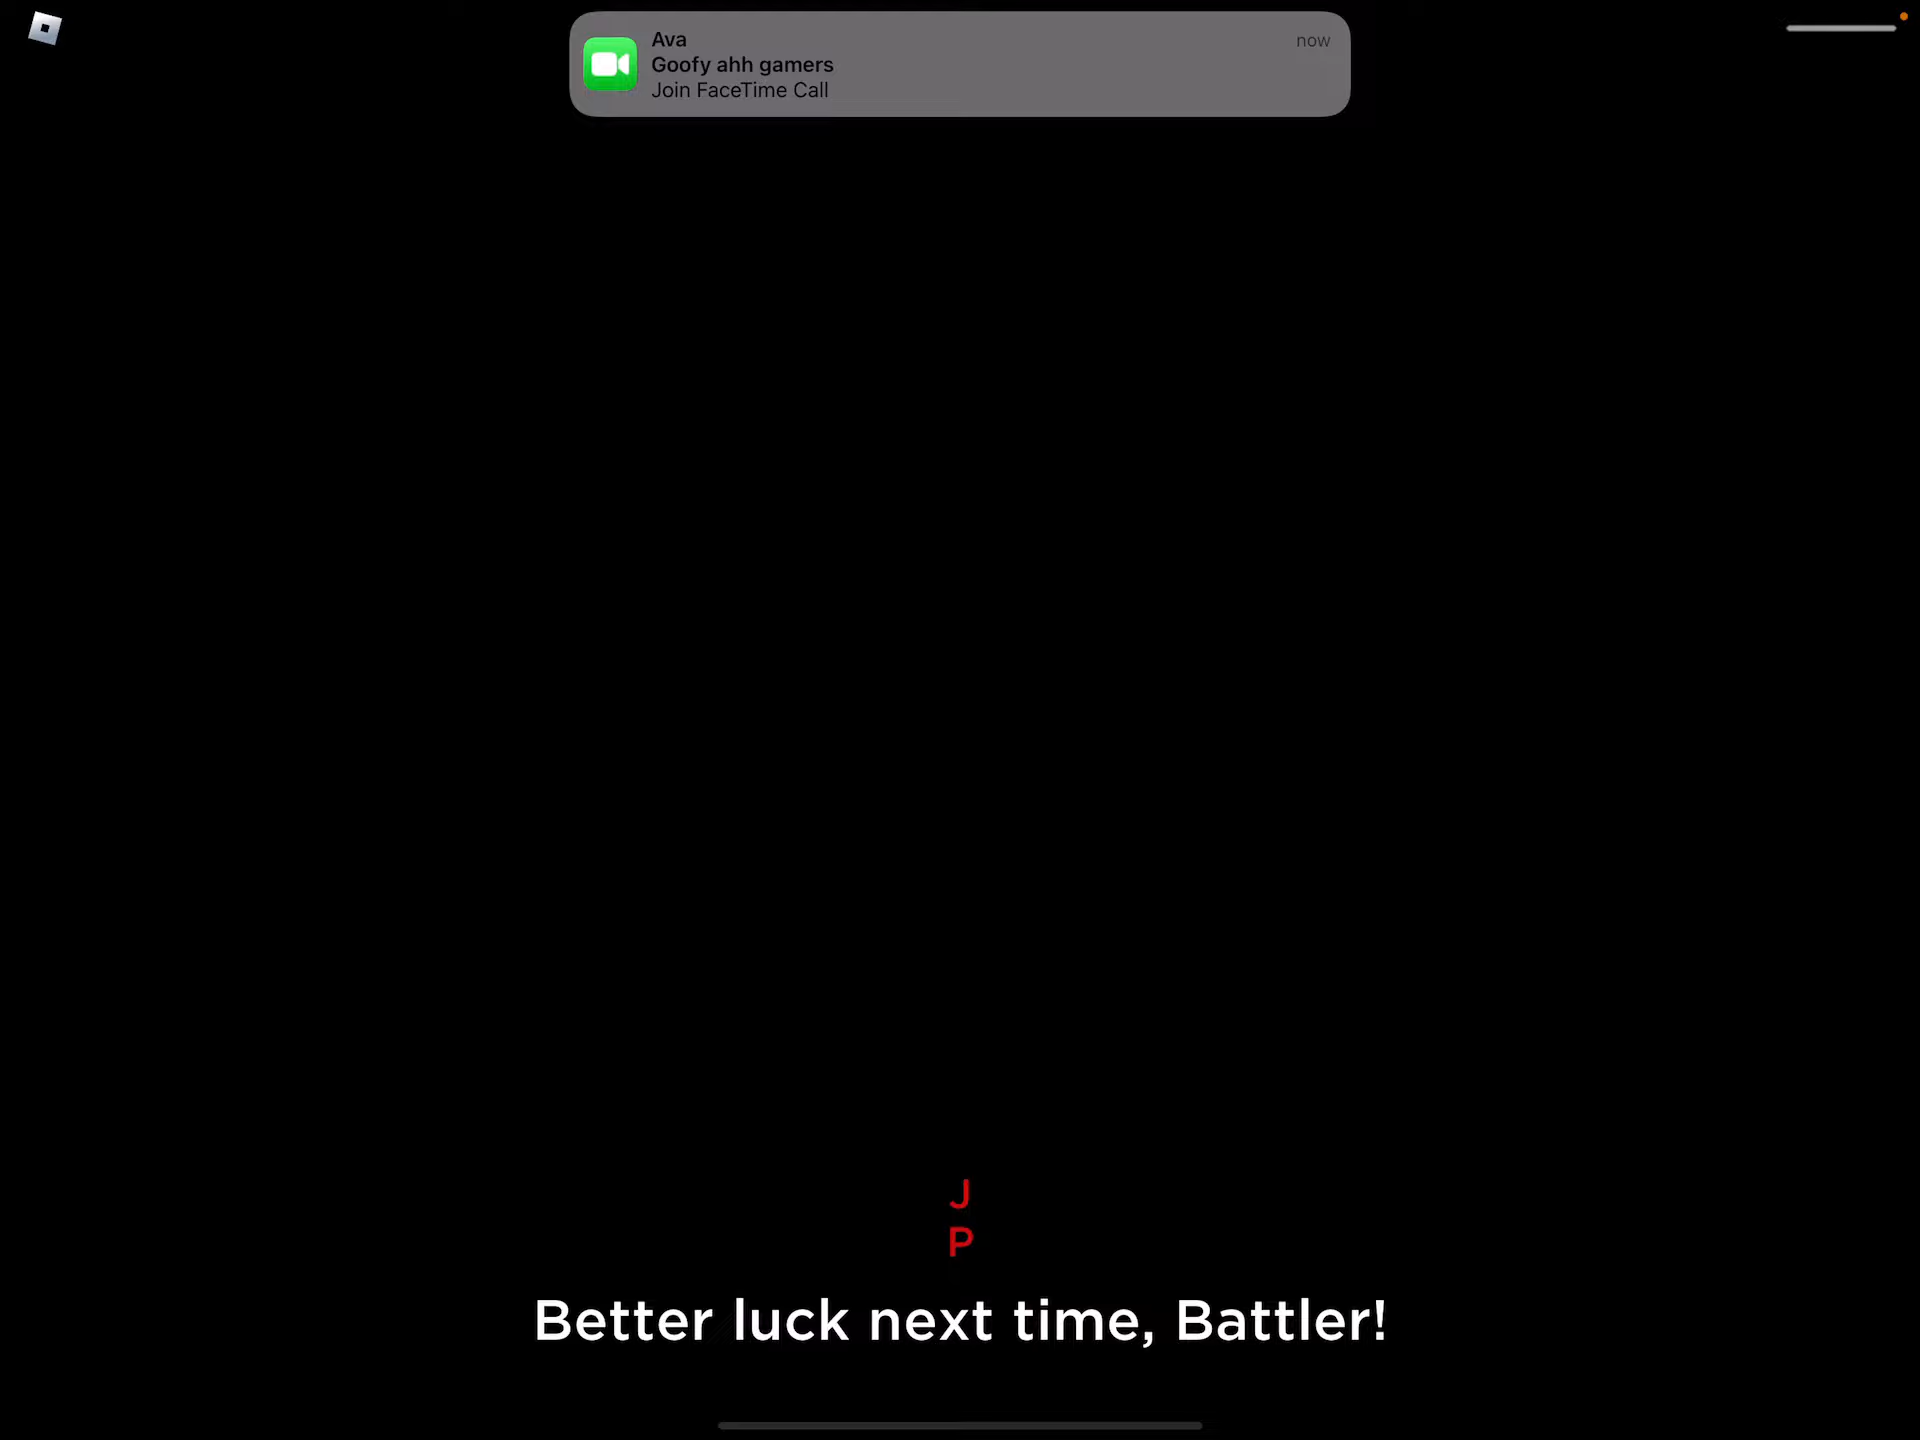 Ava
now
Goofy ahh gamers
Join FaceTime Call
J
P
Better luck next time, Battler!